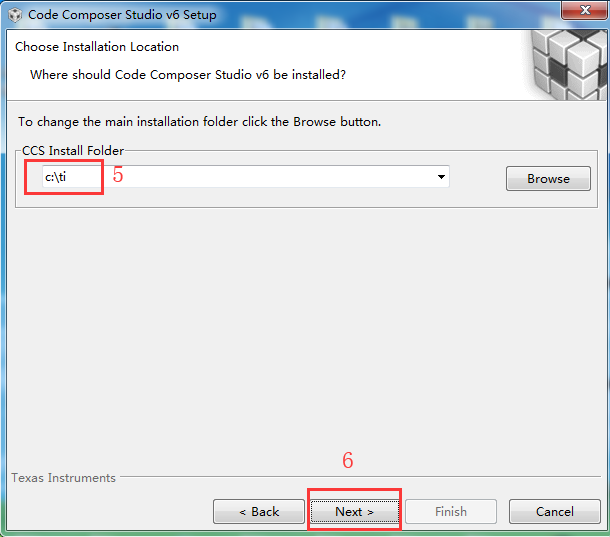 Code Composer Studio v6 Setup
Choose Installation Location
Where should Code Composer Studio v6 be installed?
To change the main installation folder click the Browse button.
CCS Install Folder
c:\ti
5
Browse
6
Texas Instruments
< Back
Next >
Finish
Cancel